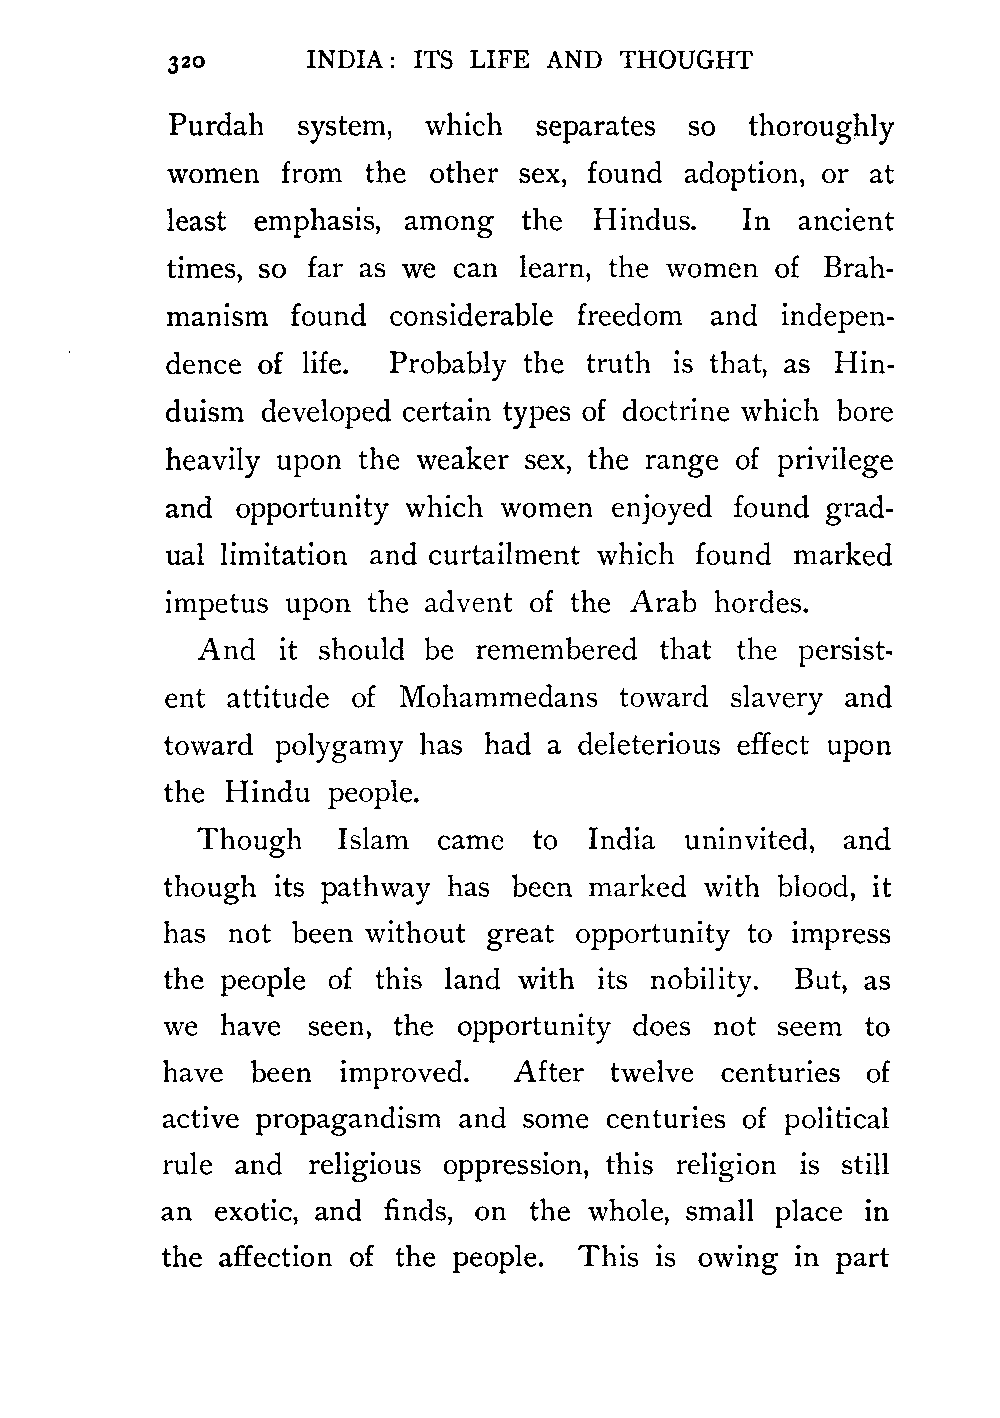 320 INDIA: ITS LIFE AND THOUGHT
Purdah system, which separates so thoroughly
women from the other sex, found adoption, or at
least emphasis, among the Hindus. In ancient
times, so far as we can learn, the women of Brah-
manism found considerable freedom and indepen-
dence of life. Probably the truth is that, as Hin-
duism developed certain types of doctrine which bore
heavily upon the weaker sex, the range of privilege
and opportunity which women enjoyed found grad-
ual limitation and curtailment which found marked
impetus upon the advent of the Arab hordes.
And it should be remembered that the persist-
ent attitude of Mohammedans toward slavery and
toward polygamy has had a deleterious effect upon
the Hindu people.
Though Islam came to India uninvited, and
though its pathway has been marked with blood, it
has not been without great opportunity to impress
the people of this land with its nobility. But, as
we have seen, the opportunity does not seem to
have been improved. After twelve centuries of
active propagandism and some centuries of political
rule and religious oppression, this religion is still
an exotic, and finds, on the whole, small place in
the affection of the people. This is owing in part